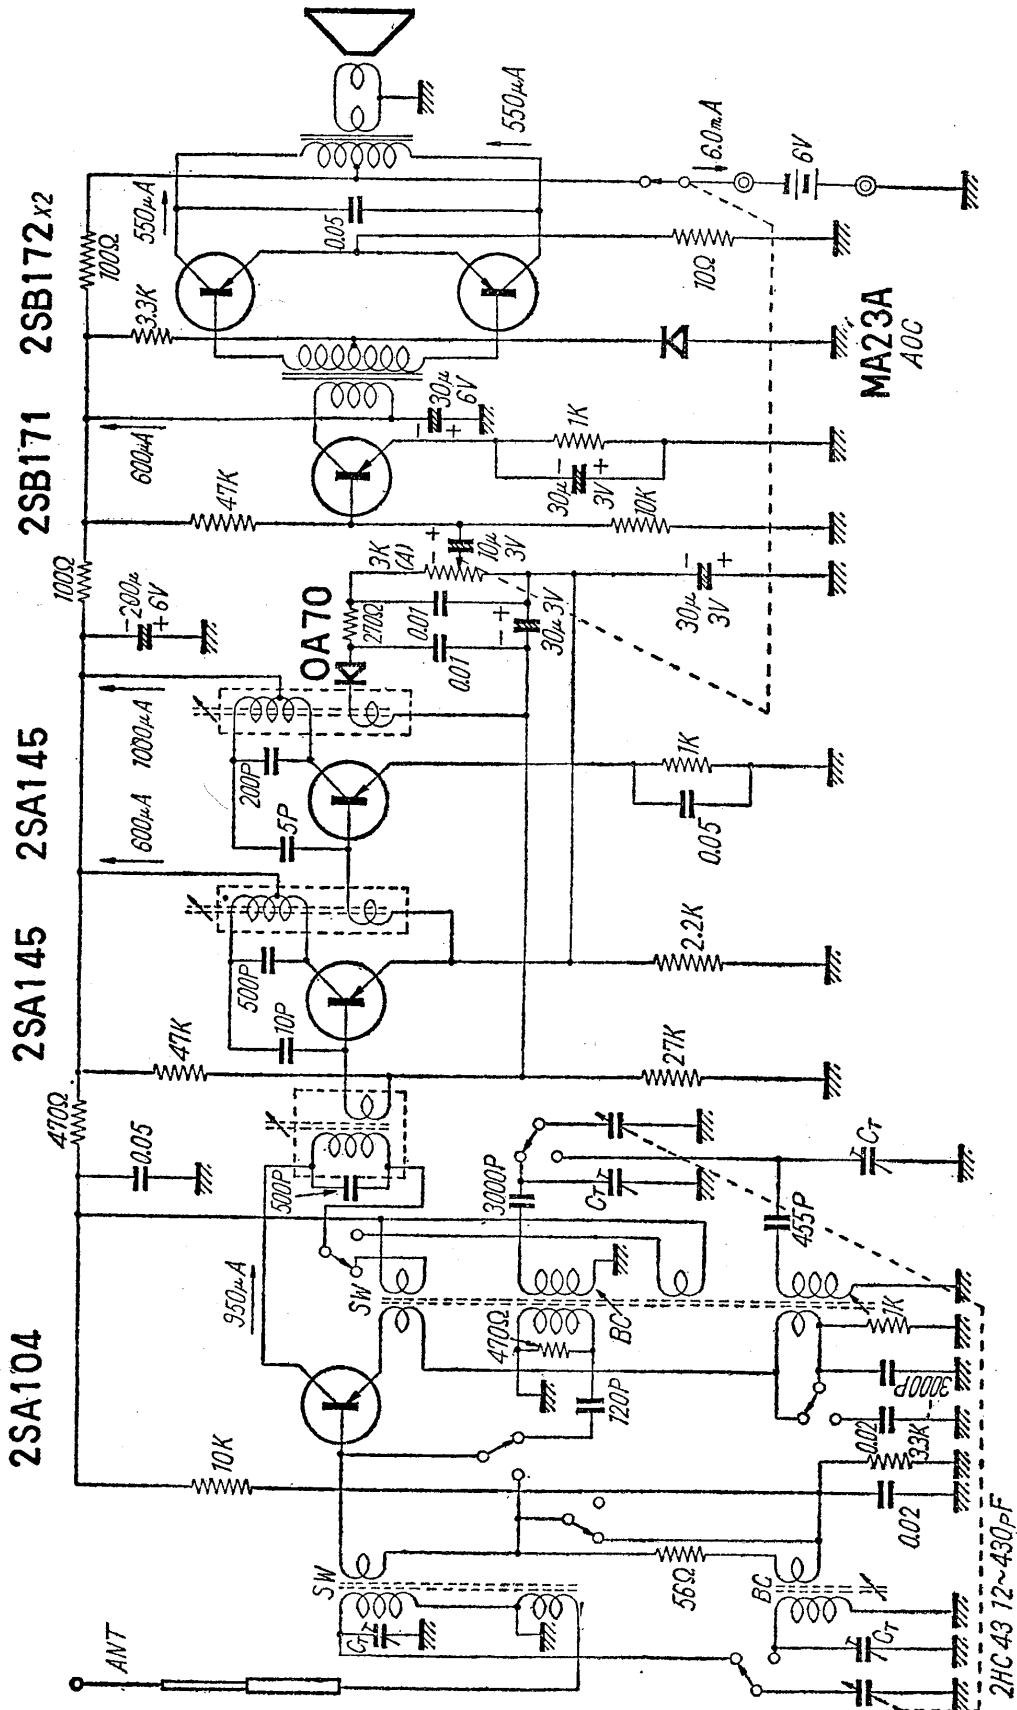 2SA104
2SA145
2SA145
2SB171
2SB172x2
ANT
10K
950μA
0.05
470Ω
47K
500P
10P
500P
600μA
5P
200P
1000μA
-200μ
+6V
100Ω
OA70
270Ω
0.01
0.01
3K
(A)
- +
10μ
3V
- +
30μ 3V
30μ -
3V +
47K
10K
600μA
- 30μ
+ 6V
30μ -
3V +
1K
3.3K
100Ω
550μA
0.05
550μA
10Ω
6.0mA
6V
MA23A
AOC
1K
0.05
2.2K
27K
SW
CT
SW
470Ω
BC
120P
3000P
CT
CT
455P
1K
3000P
0.02
3.3K
0.02
56Ω
BC
CT
2HC43 12~430pF